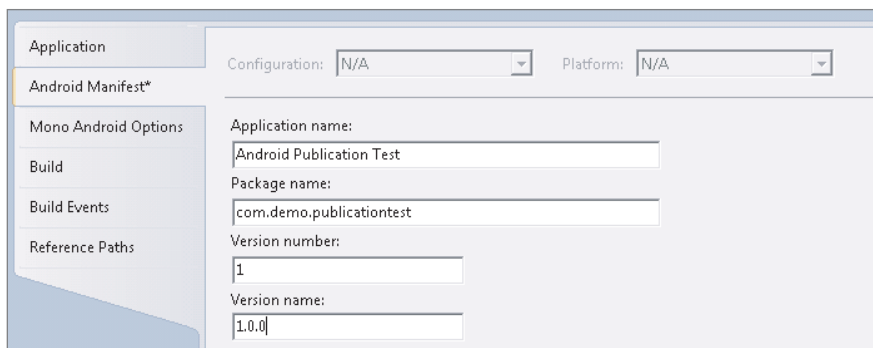 Application
Android Manifest*
Mono Android Options
Build
Build Events
Reference Paths
Configuration: N/A Platform: N/A
Application name:
Android Publication Test
Package name:
com.demo.publicationtest
Version number:
1
Version name:
1.0.0